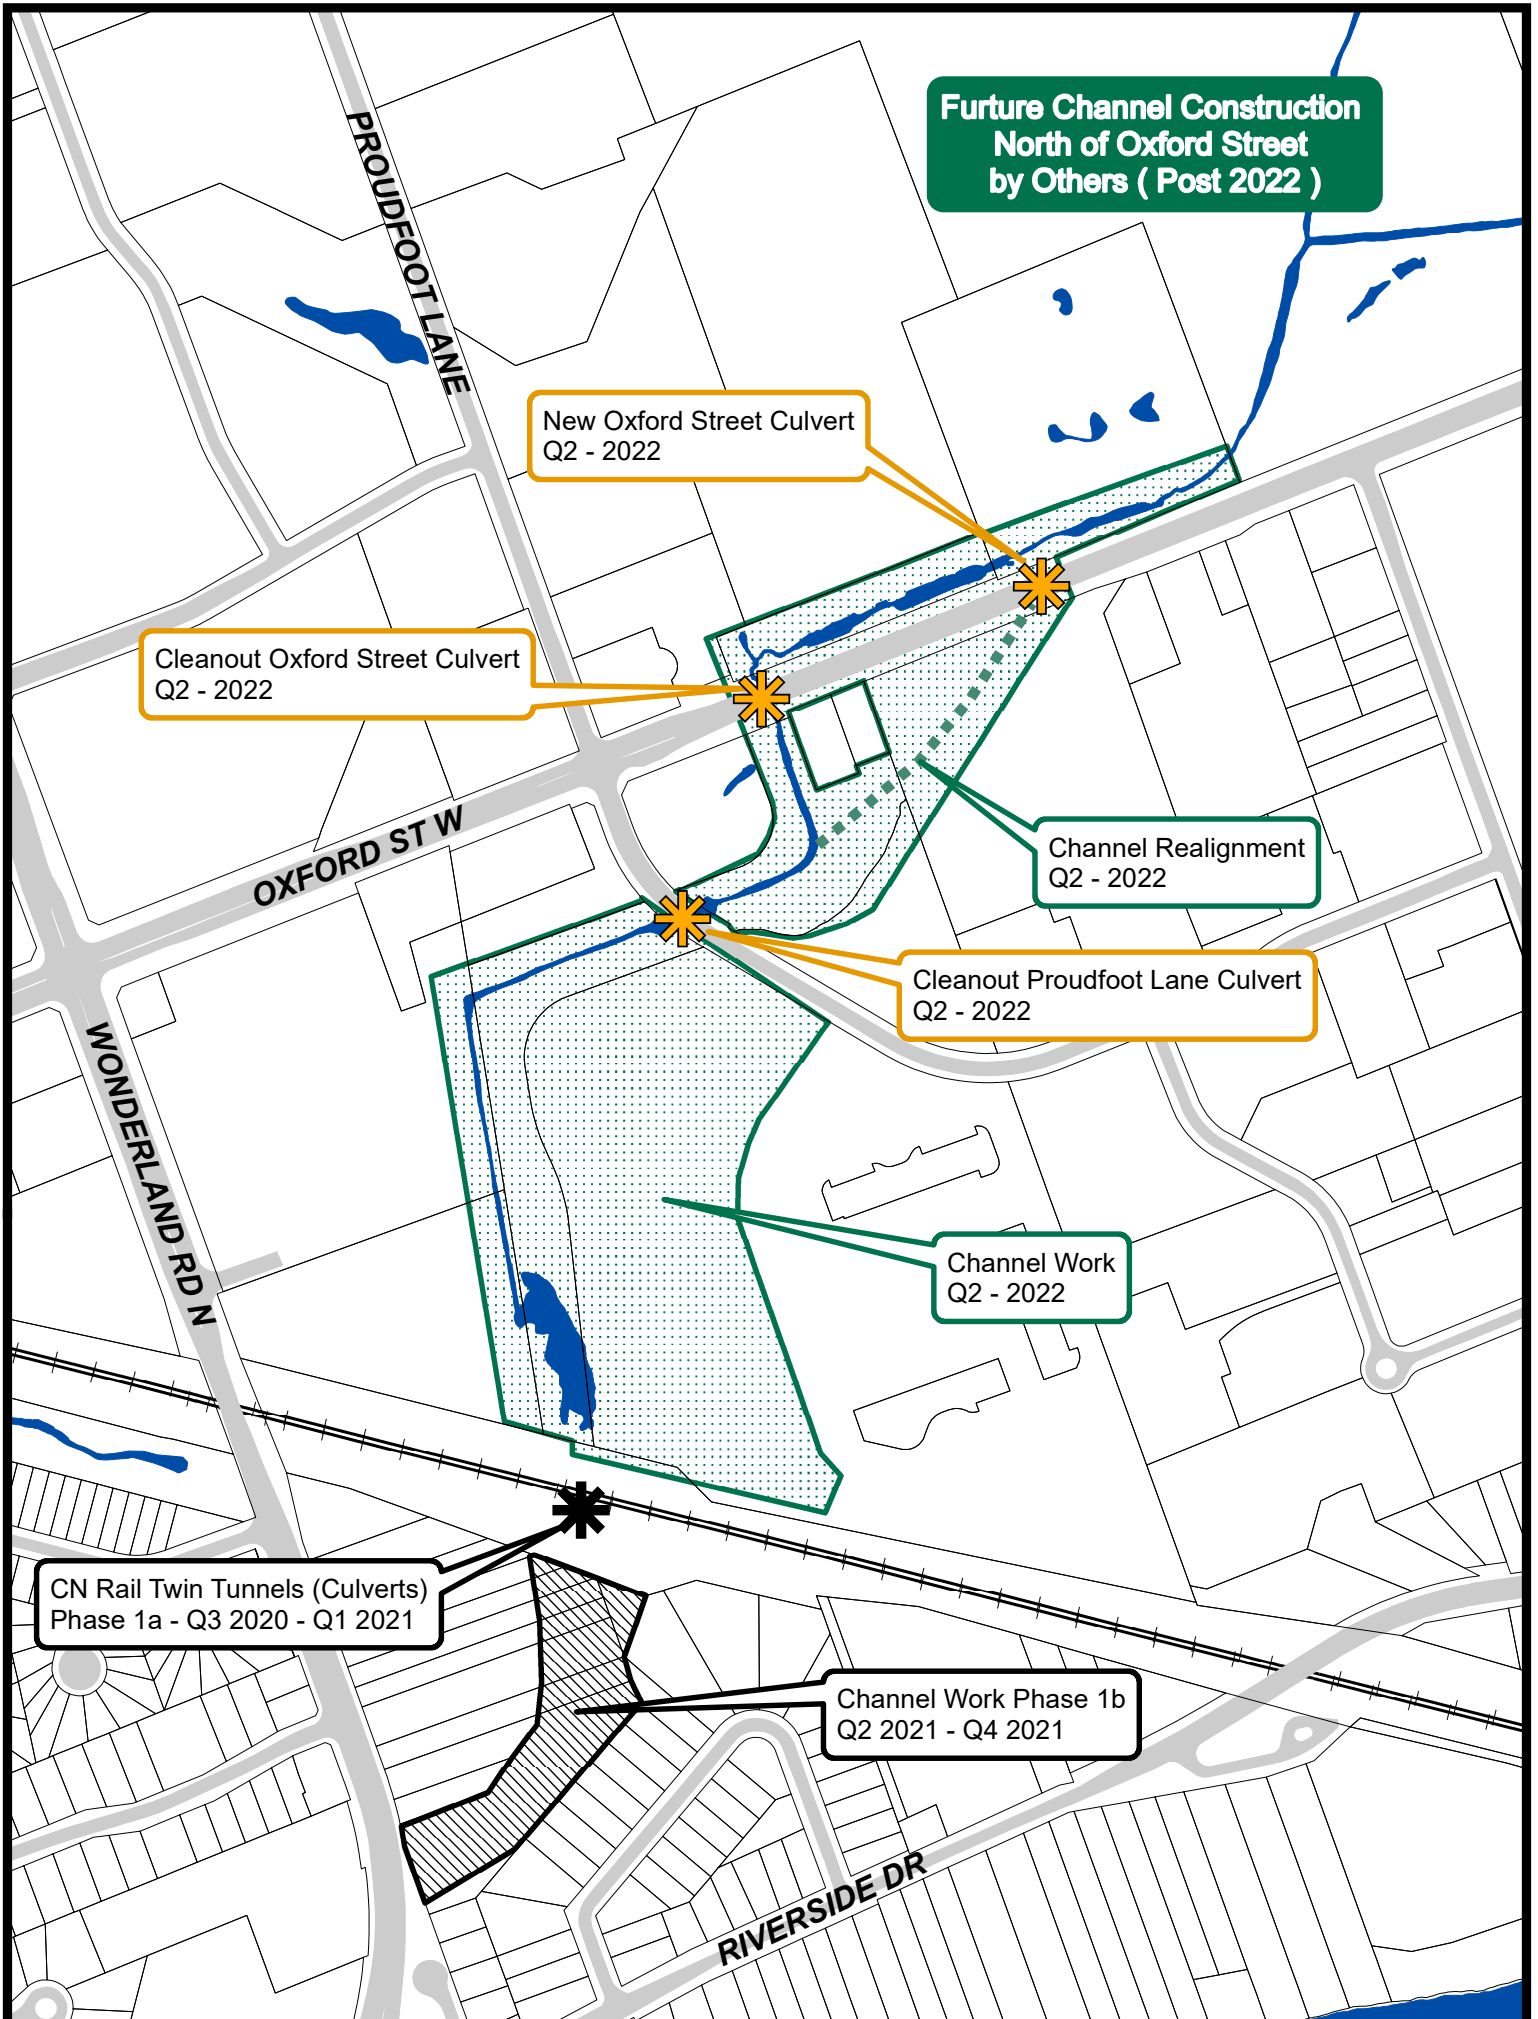 Furture Channel Construction
North of Oxford Street
by Others ( Post 2022 )
PROUDFOOT LANE
New Oxford Street Culvert
Q2 - 2022
Cleanout Oxford Street Culvert
Q2 - 2022
OXFORD ST W
Channel Realignment
Q2 - 2022
Cleanout Proudfoot Lane Culvert
Q2 - 2022
WONDERLAND RD N
Channel Work
Q2 - 2022
CN Rail Twin Tunnels (Culverts)
Phase 1a - Q3 2020 - Q1 2021
Channel Work Phase 1b
Q2 2021 - Q4 2021
RIVERSIDE DR